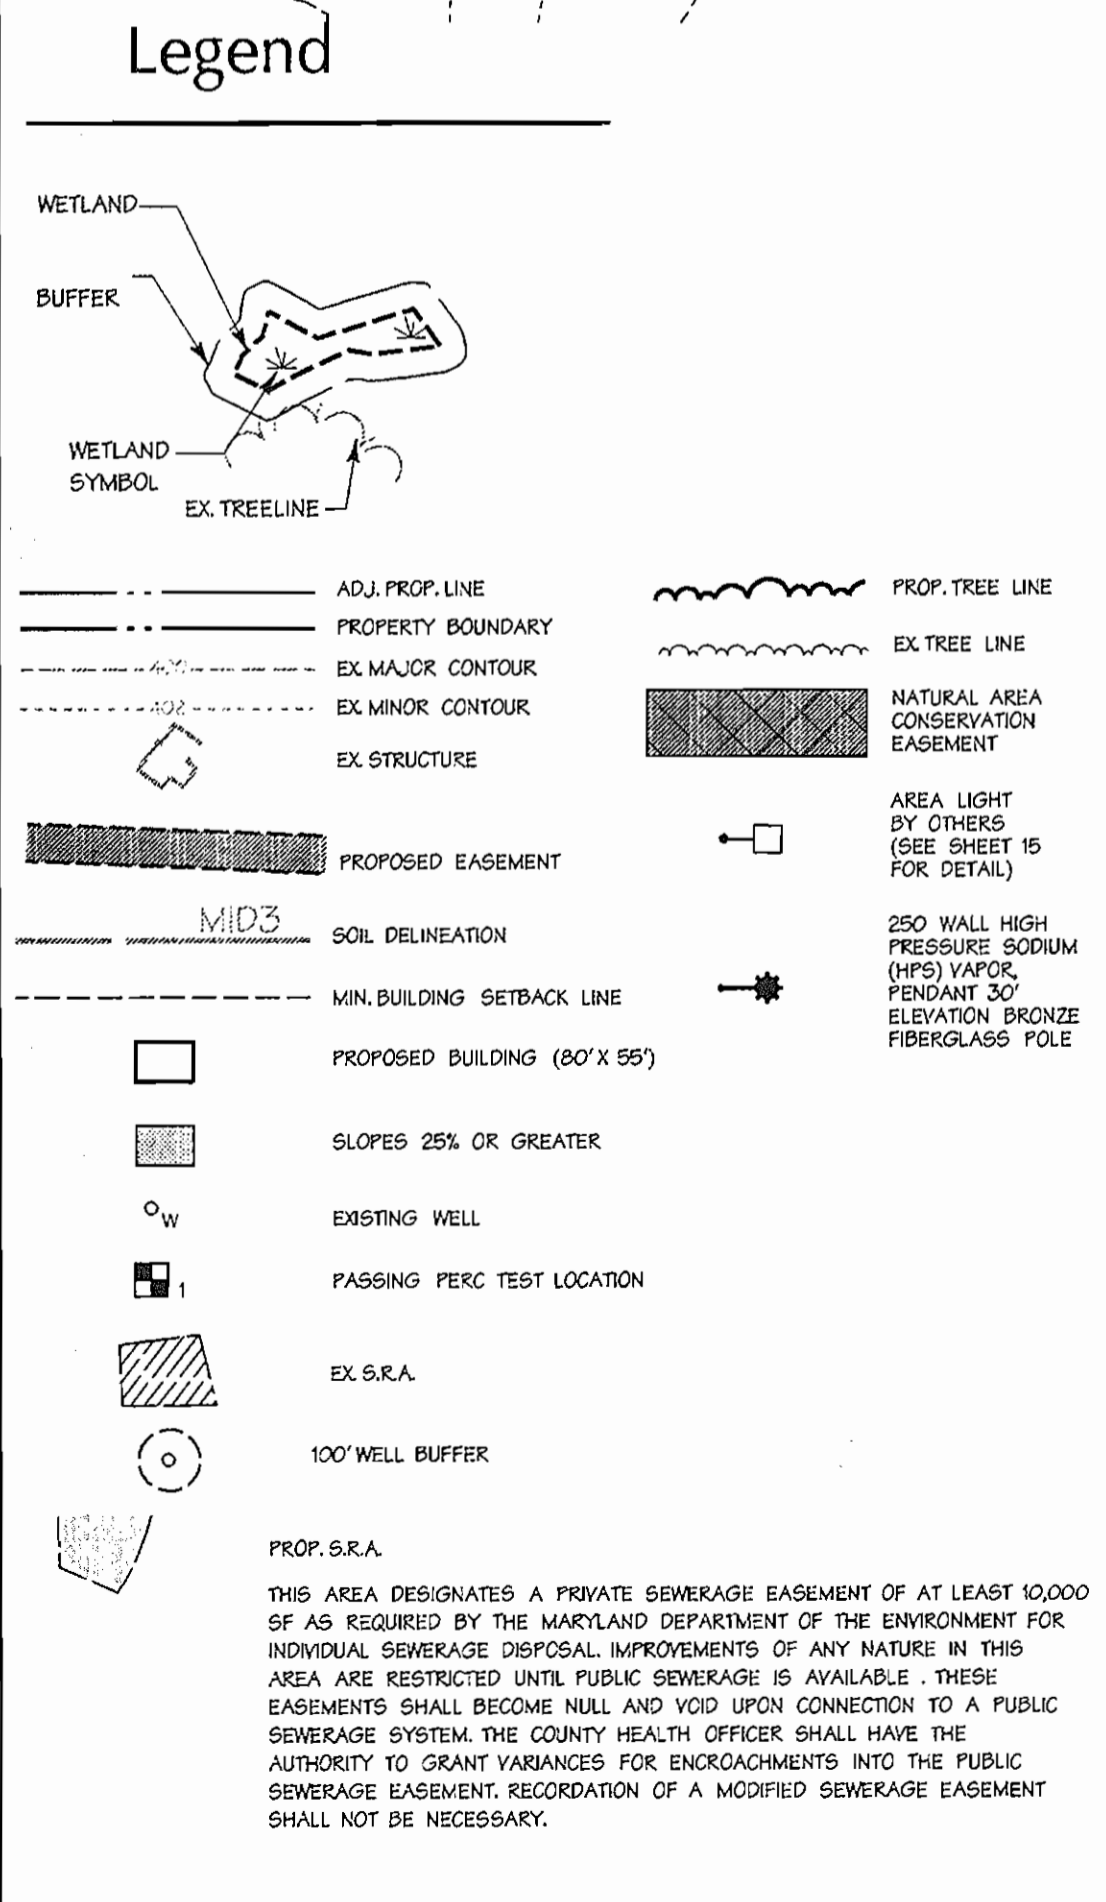 Legend
WETLAND
BUFFER
WETLAND
SYMBOL
EX. TREELINE
ADJ. PROP. LINE
PROPERTY BOUNDARY
EX. MAJOR CONTOUR
402
EX. MINOR CONTOUR
EX. STRUCTURE
PROPOSED EASEMENT
MID3
SOIL DELINEATION
MIN. BUILDING SETBACK LINE
PROPOSED BUILDING (80' X 55')
SLOPES 25% OR GREATER
W
EXISTING WELL
1
PASSING PERC TEST LOCATION
EX. S.R.A.
100' WELL BUFFER
PROP. TREE LINE
EX. TREE LINE
NATURAL AREA
CONSERVATION
EASEMENT
AREA LIGHT
BY OTHERS
(SEE SHEET 15
FOR DETAIL)
250 WALL HIGH
PRESSURE SODIUM
(HPS) VAPOR,
PENDANT 30'
ELEVATION BRONZE
FIBERGLASS POLE
PROP. S.R.A.
THIS AREA DESIGNATES A PRIVATE SEWERAGE EASEMENT OF AT LEAST 10,000
SF AS REQUIRED BY THE MARYLAND DEPARTMENT OF THE ENVIRONMENT FOR
INDIVIDUAL SEWERAGE DISPOSAL. IMPROVEMENTS OF ANY NATURE IN THIS
AREA ARE RESTRICTED UNTIL PUBLIC SEWERAGE IS AVAILABLE . THESE
EASEMENTS SHALL BECOME NULL AND VOID UPON CONNECTION TO A PUBLIC
SEWERAGE SYSTEM. THE COUNTY HEALTH OFFICER SHALL HAVE THE
AUTHORITY TO GRANT VARIANCES FOR ENCROACHMENTS INTO THE PUBLIC
SEWERAGE EASEMENT. RECORDATION OF A MODIFIED SEWERAGE EASEMENT
SHALL NOT BE NECESSARY.